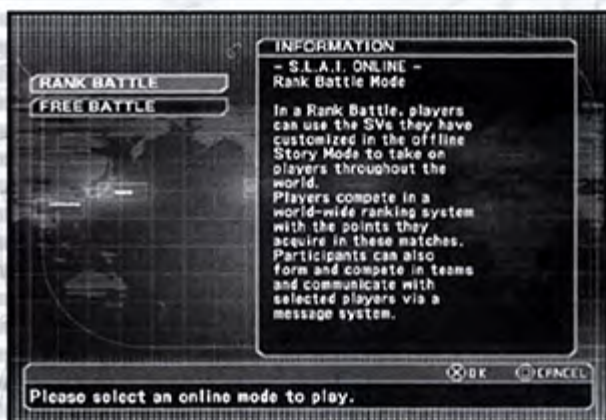 RANK BATTLE
FREE BATTLE
INFORMATION
- S.L.A.I. ONLINE -
Rank Battle Mode
In a Rank Battle, players
can use the SVs they have
customized in the offline
Story Mode to take on
players throughout the
world.
Players compete in a
world-wide ranking system
with the points they
acquire in these matches.
Participants can also
form and compete in teams
and communicate with
selected players via a
message system.
OK CANCEL
Please select an online mode to play.